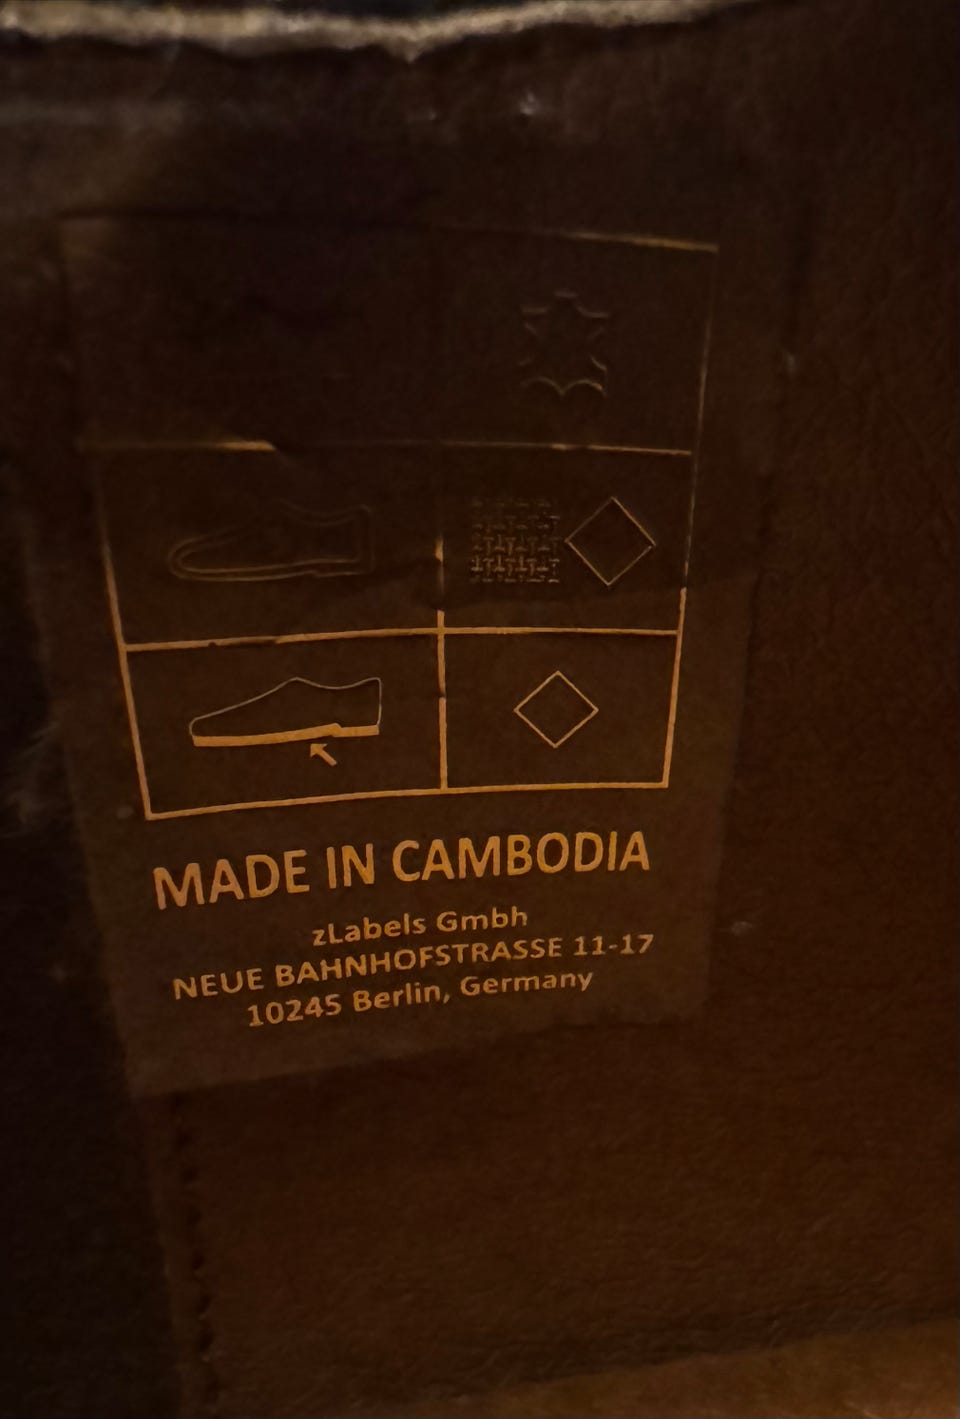 MADE IN CAMBODIA
zLabels Gmbh
NEUE BAHNHOFSTRASSE 11-17
10245 Berlin, Germany